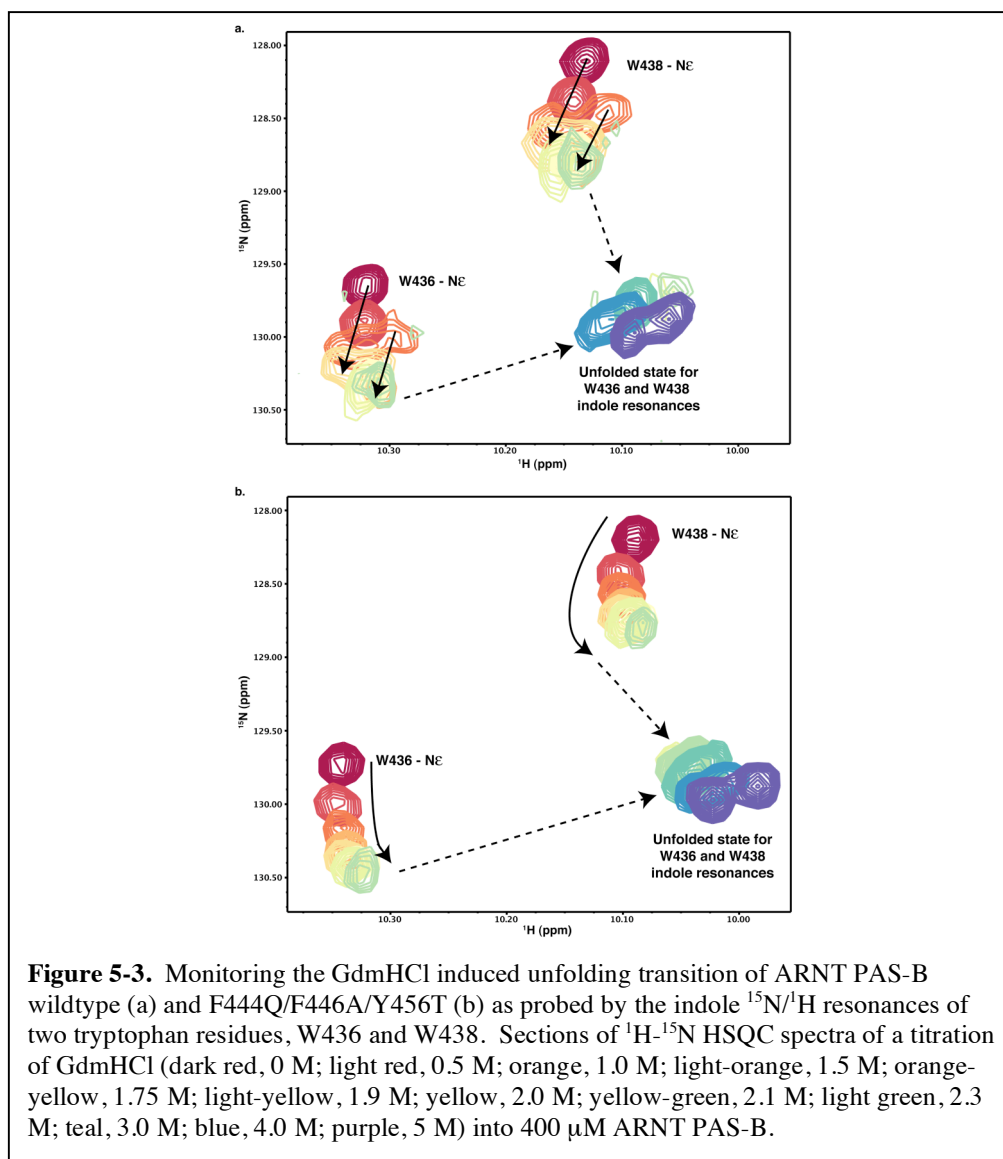 a.
128.00
W438 - Nε
128.50
129.00
¹⁵N (ppm)
129.50
W436 - Nε
130.00
Unfolded state for
W436 and W438
indole resonances
130.50
10.30 10.20 10.10 10.00
¹H (ppm)
b.
128.00
W438 - Nε
128.50
129.00
¹⁵N (ppm)
129.50
W436 - Nε
130.00
Unfolded state for
W436 and W438
indole resonances
130.50
10.30 10.20 10.10 10.00
¹H (ppm)
Figure 5-3. Monitoring the GdmHCl induced unfolding transition of ARNT PAS-B
wildtype (a) and F444Q/F446A/Y456T (b) as probed by the indole ¹⁵N/¹H resonances of
two tryptophan residues, W436 and W438. Sections of ¹H-¹⁵N HSQC spectra of a titration
of GdmHCl (dark red, 0 M; light red, 0.5 M; orange, 1.0 M; light-orange, 1.5 M; orange-
yellow, 1.75 M; light-yellow, 1.9 M; yellow, 2.0 M; yellow-green, 2.1 M; light green, 2.3
M; teal, 3.0 M; blue, 4.0 M; purple, 5 M) into 400 μM ARNT PAS-B.